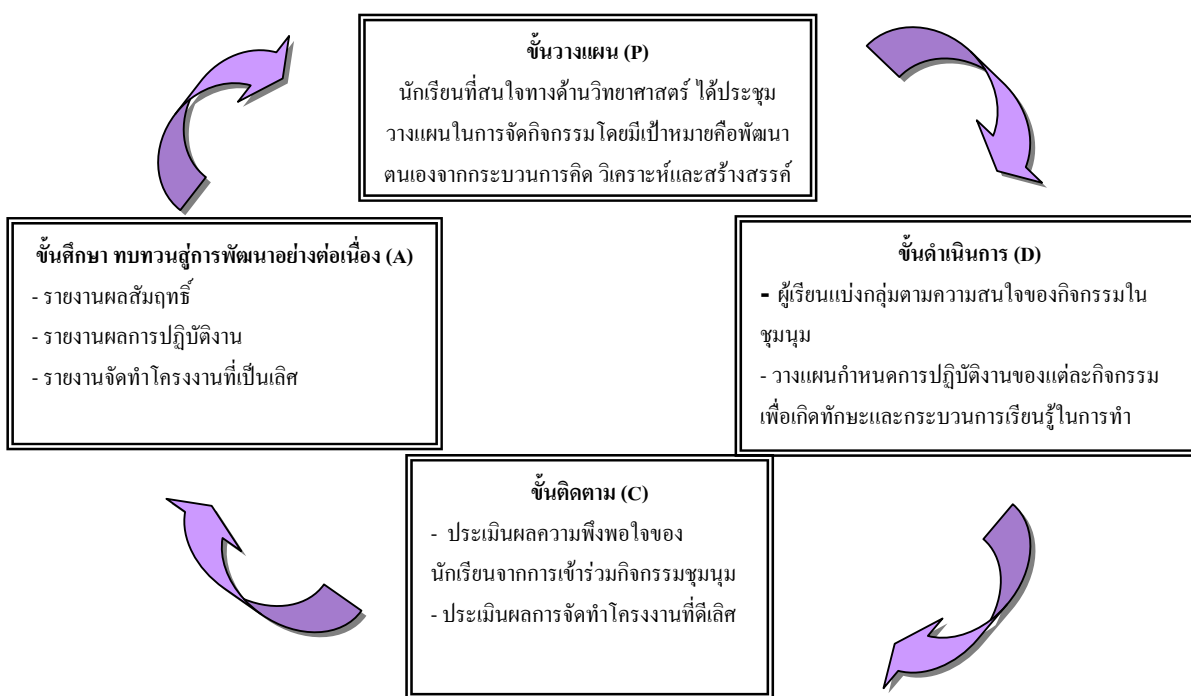 ขั้นวางแผน (P)
นักเรียนที่สนใจทางด้านวิทยาศาสตร์ ได้ประชุม
วางแผนในการจัดกิจกรรมโดยมีเป้าหมายคือพัฒนา
ตนเองจากกระบวนการคิด วิเคราะห์และสร้างสรรค์
ขั้นดำเนินการ (D)
- ผู้เรียนแบ่งกลุ่มตามความสนใจของกิจกรรมใน
ชุมนุม
- วางแผนกำหนดการปฏิบัติงานของแต่ละกิจกรรม
เพื่อเกิดทักษะและกระบวนการเรียนรู้ในการทำ
ขั้นติดตาม (C)
- ประเมินผลความพึงพอใจของ
นักเรียนจากการเข้าร่วมกิจกรรมชุมนุม
- ประเมินผลการจัดทำโครงงานที่ดีเลิศ
ขั้นศึกษา ทบทวนสู่การพัฒนาอย่างต่อเนื่อง (A)
- รายงานผลสัมฤทธิ์
- รายงานผลการปฏิบัติงาน
- รายงานจัดทำโครงงานที่เป็นเลิศ